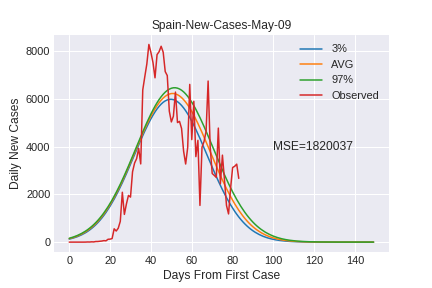 Spain-New-Cases-May-09
8000
6000
4000
2000
0
Daily New Cases
3%
AVG
97%
Observed
MSE=1820037
0 20 40 60 80 100 120 140
Days From First Case